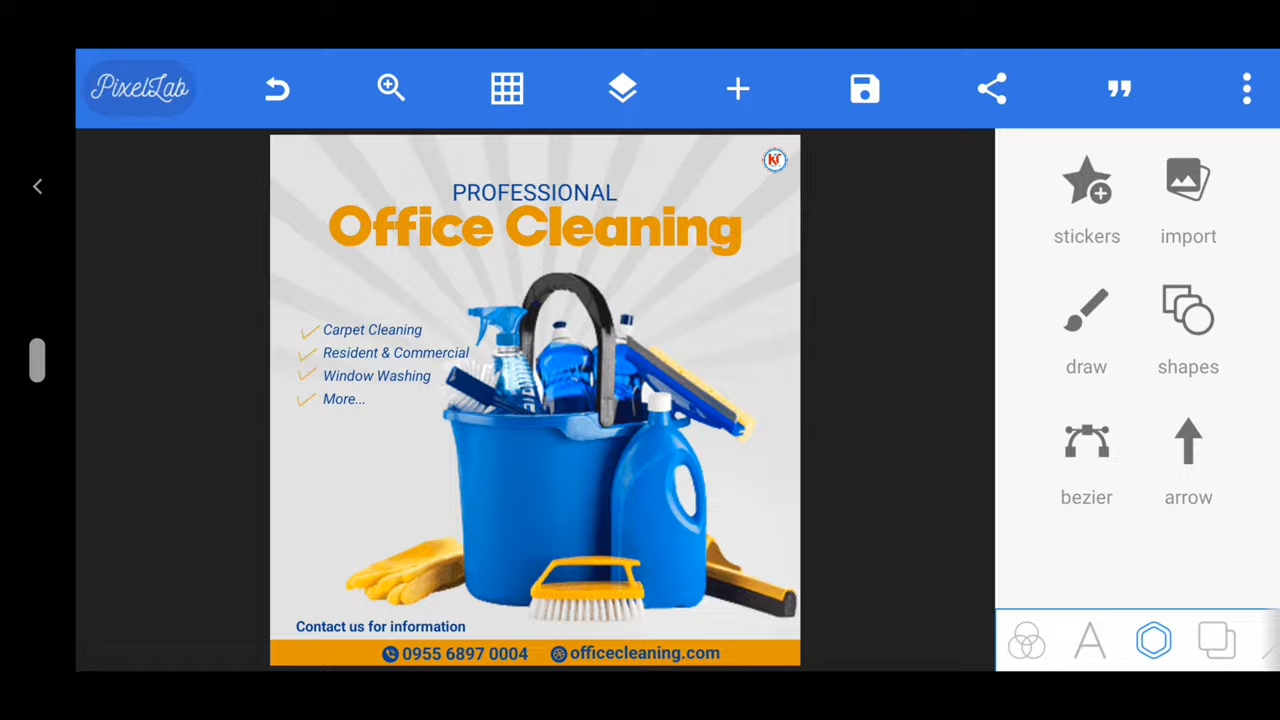 PixelLab
PROFESSIONAL
Office Cleaning
Carpet Cleaning
Resident & Commercial
Window Washing
More...
Contact us for information
0955 6897 0004 officecleaning.com
stickers import
draw shapes
bezier arrow